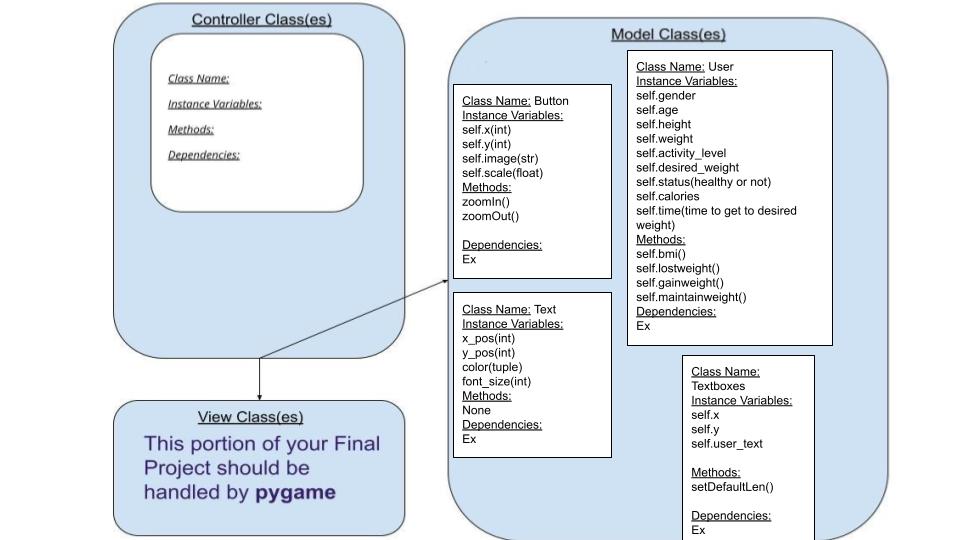 Controller Class(es)
Class Name:
Instance Variables:
Methods:
Dependencies:
View Class(es)
This portion of your Final
Project should be
handled by pygame
Model Class(es)
Class Name: Button
Instance Variables:
self.x(int)
self.y(int)
self.image(str)
self.scale(float)
Methods:
zoomIn()
zoomOut()
Dependencies:
Ex
Class Name: Text
Instance Variables:
x_pos(int)
y_pos(int)
color(tuple)
font_size(int)
Methods:
None
Dependencies:
Ex
Class Name: User
Instance Variables:
self.gender
self.age
self.height
self.weight
self.activity_level
self.desired_weight
self.status(healthy or not)
self.calories
self.time(time to get to desired
weight)
Methods:
self.bmi()
self.lostweight()
self.gainweight()
self.maintainweight()
Dependencies:
Ex
Class Name:
Textboxes
Instance Variables:
self.x
self.y
self.user_text
Methods:
setDefaultLen()
Dependencies:
Ex